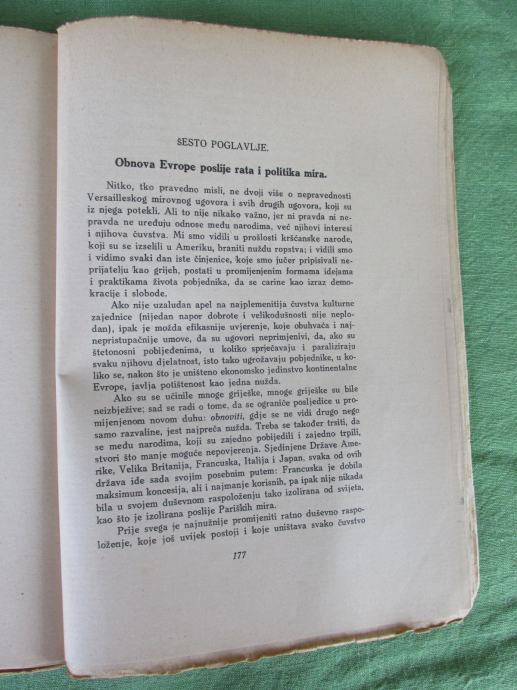 ŠESTO POGLAVLJE.
Obnova Evrope poslije rata i politika mira.
Nitko, tko pravedno misli, ne dvoji više o nepravednosti
Versailleskog mirovnog ugovora i svih drugih ugovora, koji su
iz njega potekli. Ali to nije nikako važno, jer ni pravda ni ne-
pravda ne uređuju odnose među narodima, već njihovi interesi
i njihova čuvstva. Mi smo vidili u prošlosti kršćanske narode,
koji su se izselili u Ameriku, braniti nuždu ropstva; i vidili smo
i vidimo svaki dan iste činjenice, koje smo jučer pripisivali ne-
prijatelju kao grijeh, postati u promijenjenim formama idejama
i praktikama života pobjednika, da se carine kao izraz demo-
kracije i slobode.
Ako nije uzaludan apel na najplemenitija čuvstva kulturne
zajednice (nijedan napor dobrote i velikodušnosti nije neplo-
dan), ipak je možda efikasnije uvjerenje, koje obuhvaća i naj-
nepristupačnije umove, da su ugovori neprimjenivi, da, ako su
štetonosni pobijeđenima, u koliko sprječavaju i paraliziraju
svaku njihovu djelatnost, isto tako ugrožavaju pobjednike, u ko-
liko se, nakon što je uništeno ekonomsko jedinstvo kontinentalne
Evrope, javlja potištenost kao jedna nužda.
Ako su se učinile mnoge griješke, mnoge griješke su bile
neizbježive; sad se radi o tome, da se ograniče posljedice u pro-
mijenjenom novom duhu: obnoviti, gdje se ne vidi drugo nego
samo razvaline, jest najpreča nužda. Treba se također trsiti, da
se među narodima, koji su zajedno pobijedili i zajedno trpili,
stvori što manje moguće nepovjerenja. Sjedinjene Države Ame-
rike, Velika Britanija, Francuska, Italija i Japan, svaka od ovih
država ide sada svojim posebnim putem: Francuska je dobila
maksimum koncesija, ali i najmanje korisnih, pa ipak nije nikada
bila u svojem duševnom raspoloženju tako izolirana od svijeta,
kao što je izolirana poslije Pariških mira.
Prije svega je najnužnije promijeniti ratno duševno raspo-
loženje, koje još uvijek postoji i koje uništava svako čuvstvo
177